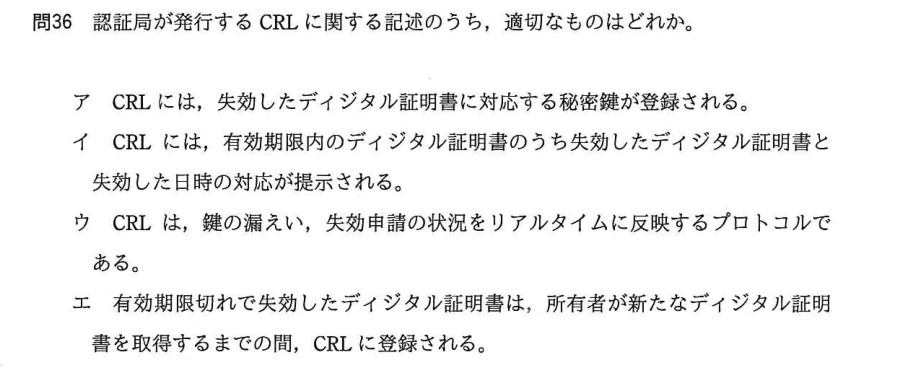 問36 認証局が発行する CRL に関する記述のうち，適切なものはどれか。
ア CRL には，失効したディジタル証明書に対応する秘密鍵が登録される。
イ CRL には，有効期限内のディジタル証明書のうち失効したディジタル証明書と
失効した日時の対応が提示される。
ウ CRL は，鍵の漏えい，失効申請の状況をリアルタイムに反映するプロトコルで
ある。
エ 有効期限切れで失効したディジタル証明書は，所有者が新たなディジタル証明
書を取得するまでの間，CRL に登録される。